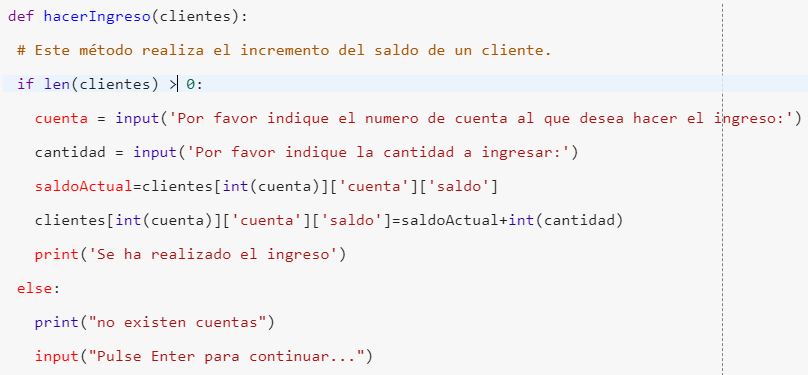 def hacerIngreso(clientes):
# Este método realiza el incremento del saldo de un cliente.
if len(clientes) > 0:
cuenta = input('Por favor indique el numero de cuenta al que desea hacer el ingreso:')
cantidad = input('Por favor indique la cantidad a ingresar:')
saldoActual=clientes[int(cuenta)]['cuenta']['saldo']
clientes[int(cuenta)]['cuenta']['saldo']=saldoActual+int(cantidad)
print('Se ha realizado el ingreso')
else:
print("no existen cuentas")
input("Pulse Enter para continuar...")